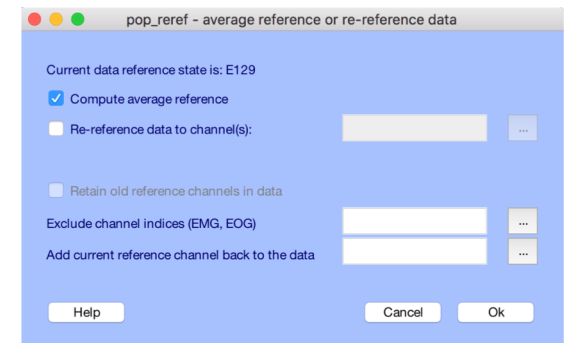 pop_reref - average reference or re-reference data
Current data reference state is: E129
Compute average reference
Re-reference data to channel(s):
...
Retain old reference channels in data
Exclude channel indices (EMG, EOG)
...
Add current reference channel back to the data
...
Help
Cancel
Ok